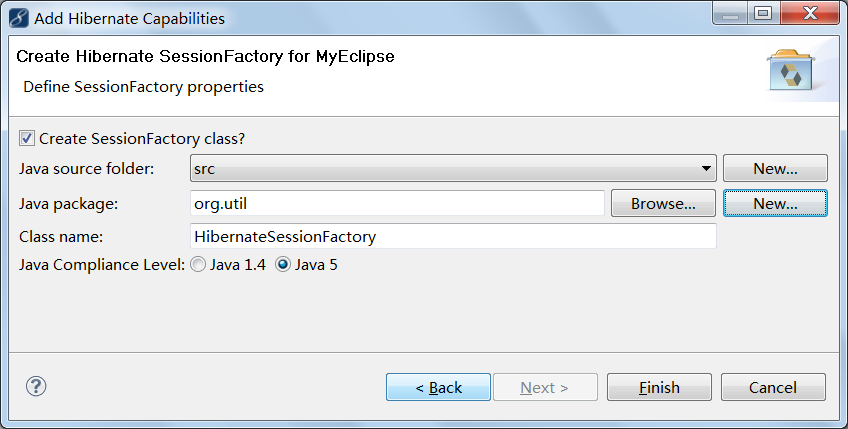 Add Hibernate Capabilities
Create Hibernate SessionFactory for MyEclipse
Define SessionFactory properties
Create SessionFactory class?
Java source folder: src New...
Java package: org.util Browse... New...
Class name: HibernateSessionFactory
Java Compliance Level: Java 1.4 Java 5
? < Back Next > Finish Cancel